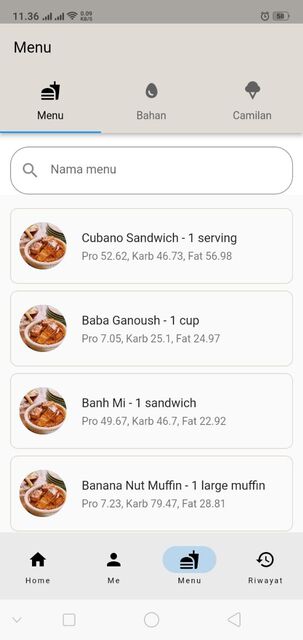 11.36
0.09
KB/S
58
Menu
Menu
Bahan
Camilan
Nama menu
Cubano Sandwich - 1 serving
Pro 52.62, Karb 46.73, Fat 56.98
Baba Ganoush - 1 cup
Pro 7.05, Karb 25.1, Fat 24.97
Banh Mi - 1 sandwich
Pro 49.67, Karb 46.7, Fat 22.92
Banana Nut Muffin - 1 large muffin
Pro 7.23, Karb 79.47, Fat 28.81
Home
Me
Menu
Riwayat